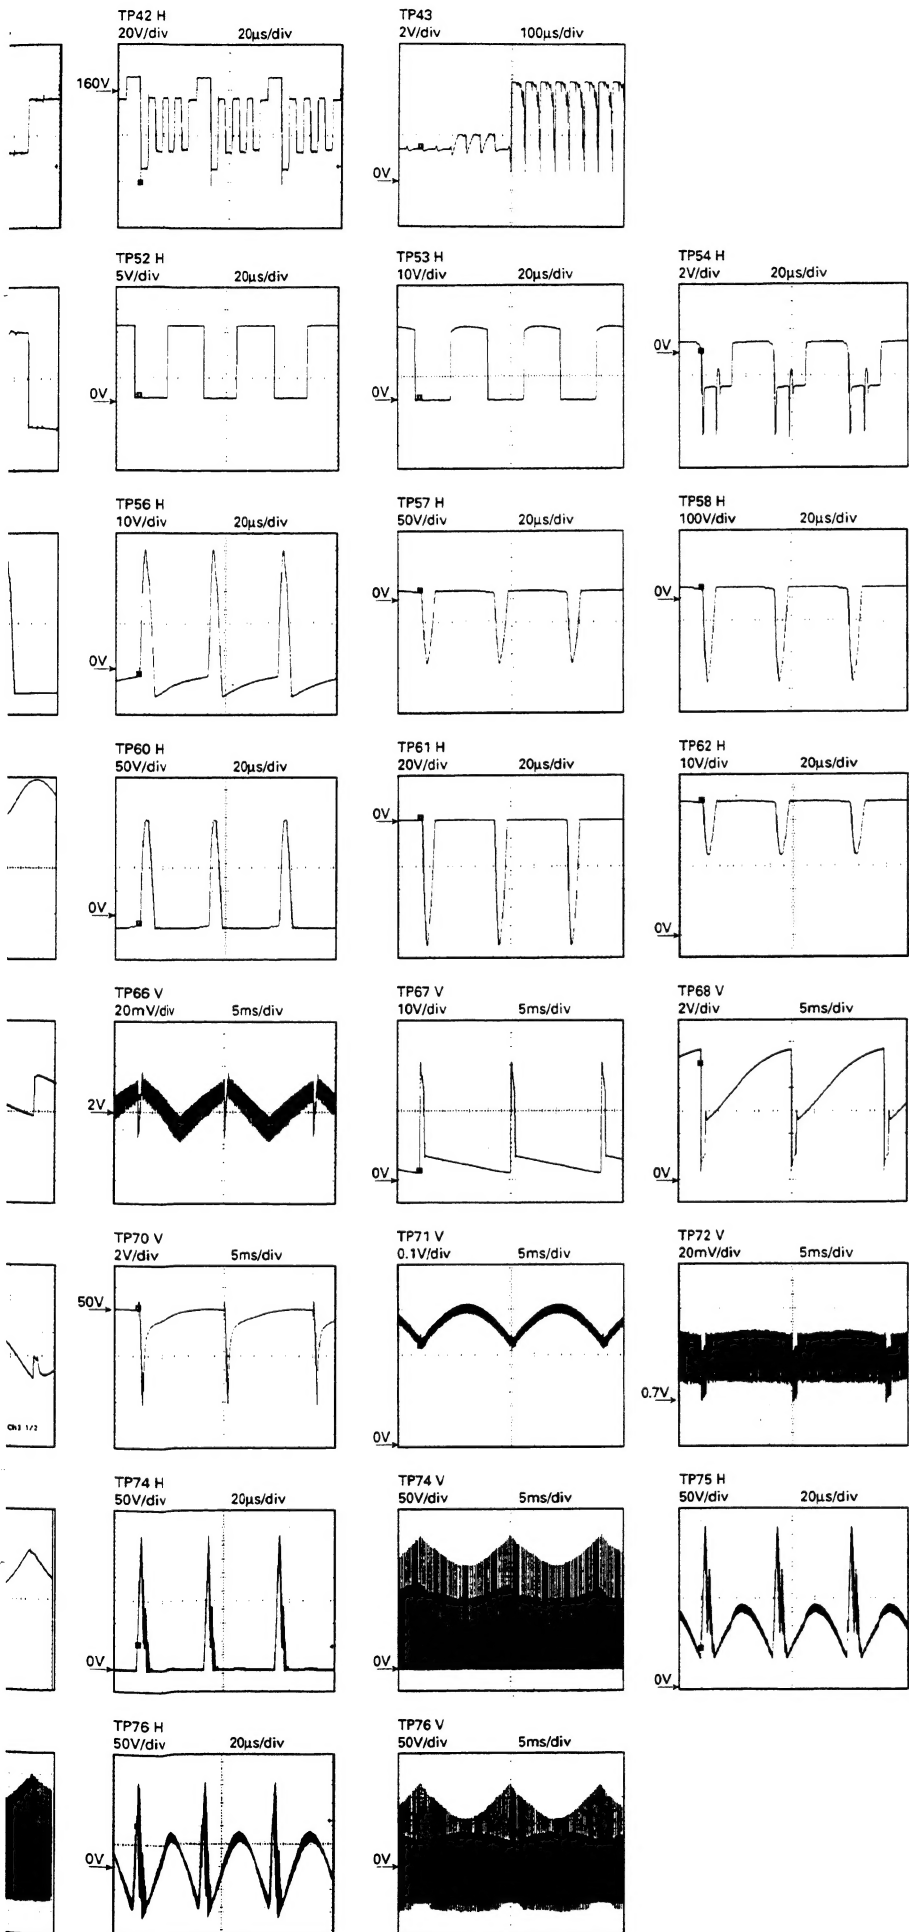 TP42 H
20V/div 20µs/div
160V
TP43
2V/div 100µs/div
0V
TP52 H
5V/div 20µs/div
0V
TP53 H
10V/div 20µs/div
0V
TP54 H
2V/div 20µs/div
0V
TP56 H
10V/div 20µs/div
0V
TP57 H
50V/div 20µs/div
0V
TP58 H
100V/div 20µs/div
0V
TP60 H
50V/div 20µs/div
0V
TP61 H
20V/div 20µs/div
0V
TP62 H
10V/div 20µs/div
0V
TP66 V
20mV/div 5ms/div
2V
TP67 V
10V/div 5ms/div
0V
TP68 V
2V/div 5ms/div
0V
Ch3 1/2
TP70 V
2V/div 5ms/div
50V
TP71 V
0.1V/div 5ms/div
0V
TP72 V
20mV/div 5ms/div
0.7V
TP74 H
50V/div 20µs/div
0V
TP74 V
50V/div 5ms/div
0V
TP75 H
50V/div 20µs/div
0V
TP76 H
50V/div 20µs/div
0V
TP76 V
50V/div 5ms/div
0V